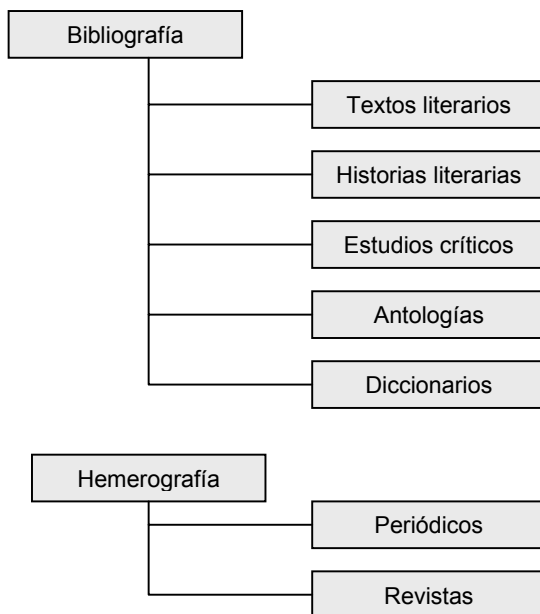 Bibliografía
Textos literarios
Historias literarias
Estudios críticos
Antologías
Diccionarios
Hemerografía
Periódicos
Revistas